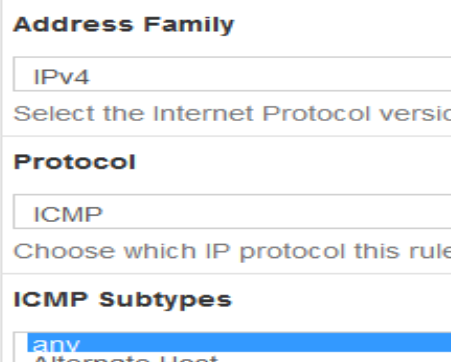 Address Family
IPv4
Select the Internet Protocol versio
Protocol
ICMP
Choose which IP protocol this rule
ICMP Subtypes
any
Alternate Host